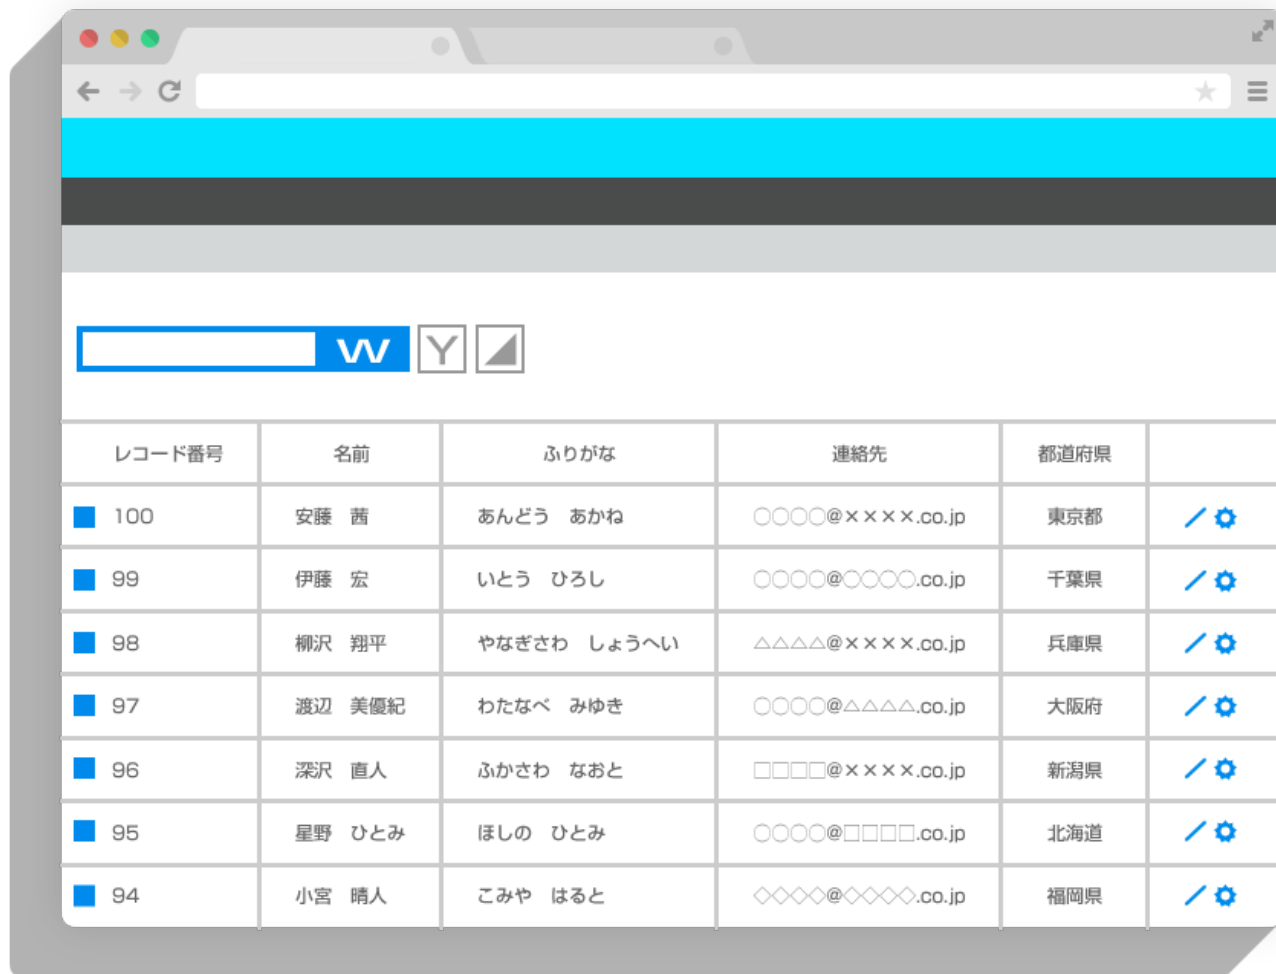 W Y
レコード番号 名前 ふりがな 連絡先 都道府県
100 安藤 茜 あんどう あかね ○○○○@××××.co.jp 東京都
99 伊藤 宏 いとう ひろし ○○○○@○○○○.co.jp 千葉県
98 柳沢 翔平 やなぎさわ しょうへい △△△△@××××.co.jp 兵庫県
97 渡辺 美優紀 わたなべ みゆき ○○○○@△△△△.co.jp 大阪府
96 深沢 直人 ふかさわ なおと □□□□@××××.co.jp 新潟県
95 星野 ひとみ ほしの ひとみ ○○○○@□□□□.co.jp 北海道
94 小宮 晴人 こみや はると ◇◇◇◇@◇◇◇◇.co.jp 福岡県